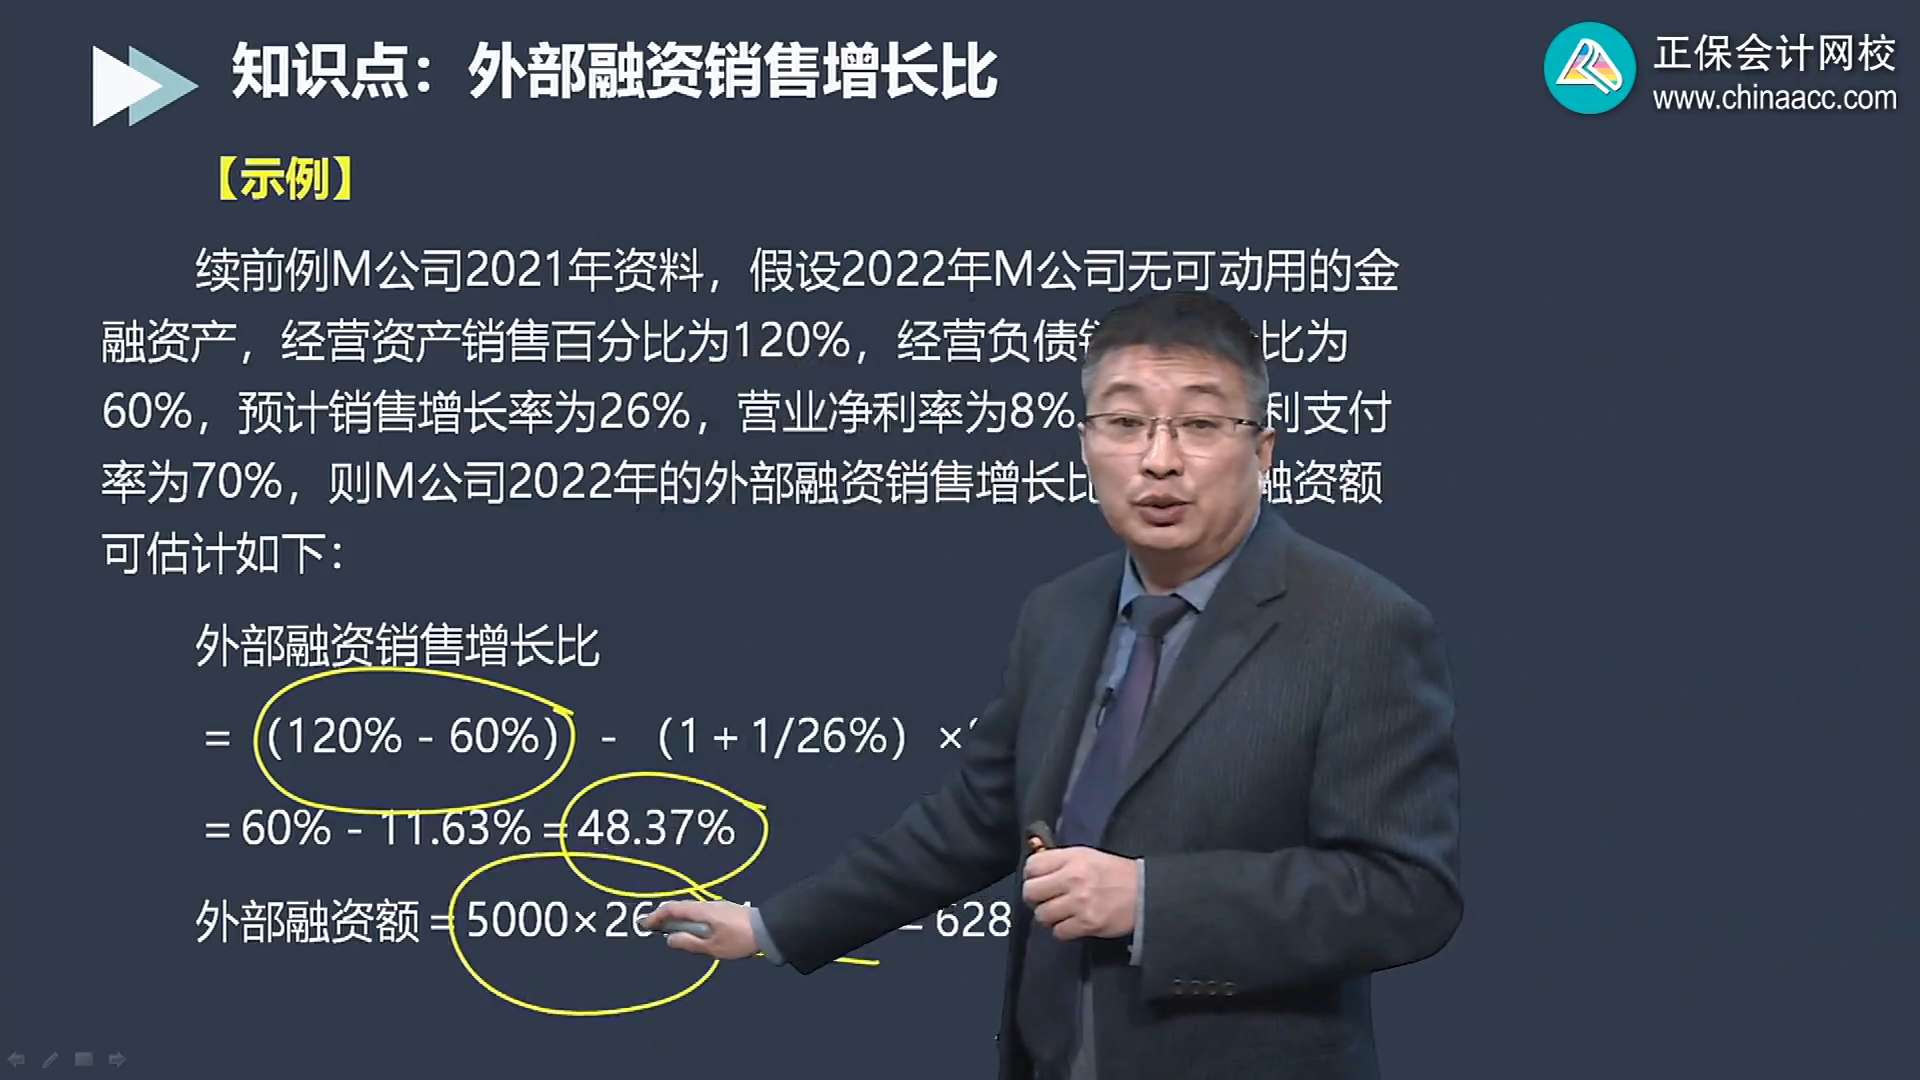 知识点：外部融资销售增长比
正保会计网校
www.chinaacc.com
【示例】
续前例M公司2021年资料，假设2022年M公司无可动用的金
融资产，经营资产销售百分比为120%，经营负债 比为
60%，预计销售增长率为26%，营业净利率为8% 利支付
率为70%，则M公司2022年的外部融资销售增长比 融资额
可估计如下：
外部融资销售增长比
=（120% - 60%） - （1 + 1/26%）×
= 60% - 11.63% = 48.37%
外部融资额 = 5000×26 = 628